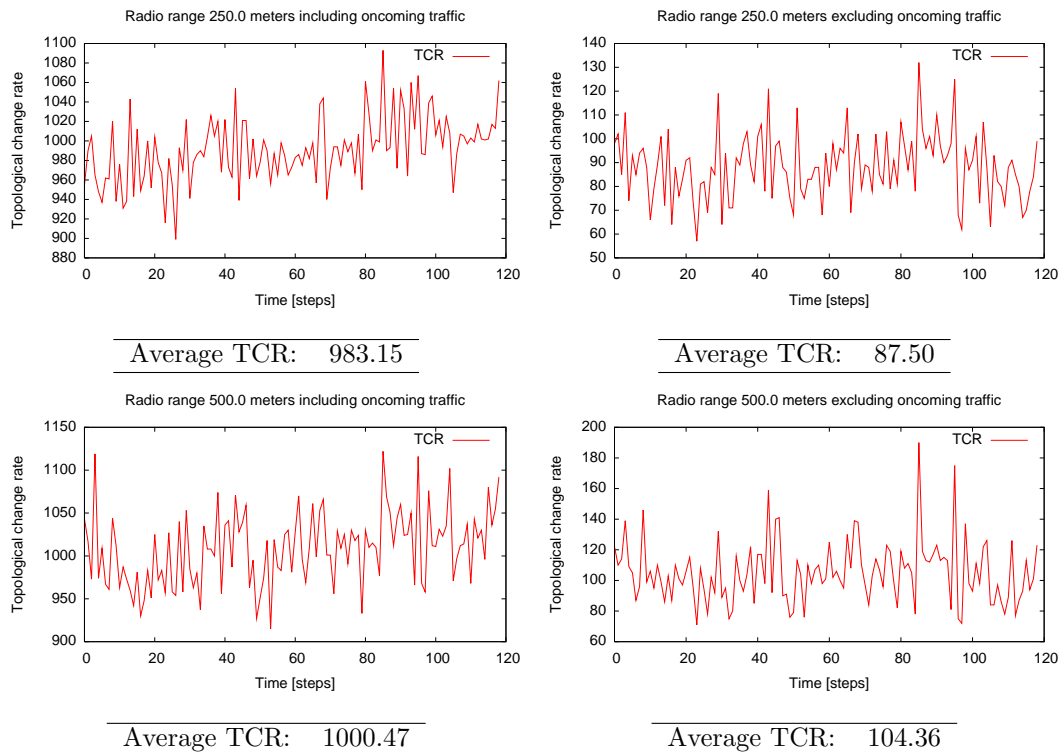 Radio range 250.0 meters including oncoming traffic
TCR
Topological change rate
1100
1080
1060
1040
1020
1000
980
960
940
920
900
880
0 20 40 60 80 100 120
Time [steps]
Average TCR: 983.15
Radio range 250.0 meters excluding oncoming traffic
TCR
Topological change rate
140
130
120
110
100
90
80
70
60
50
0 20 40 60 80 100 120
Time [steps]
Average TCR: 87.50
Radio range 500.0 meters including oncoming traffic
TCR
Topological change rate
1150
1100
1050
1000
950
900
0 20 40 60 80 100 120
Time [steps]
Average TCR: 1000.47
Radio range 500.0 meters excluding oncoming traffic
TCR
Topological change rate
200
180
160
140
120
100
80
60
0 20 40 60 80 100 120
Time [steps]
Average TCR: 104.36